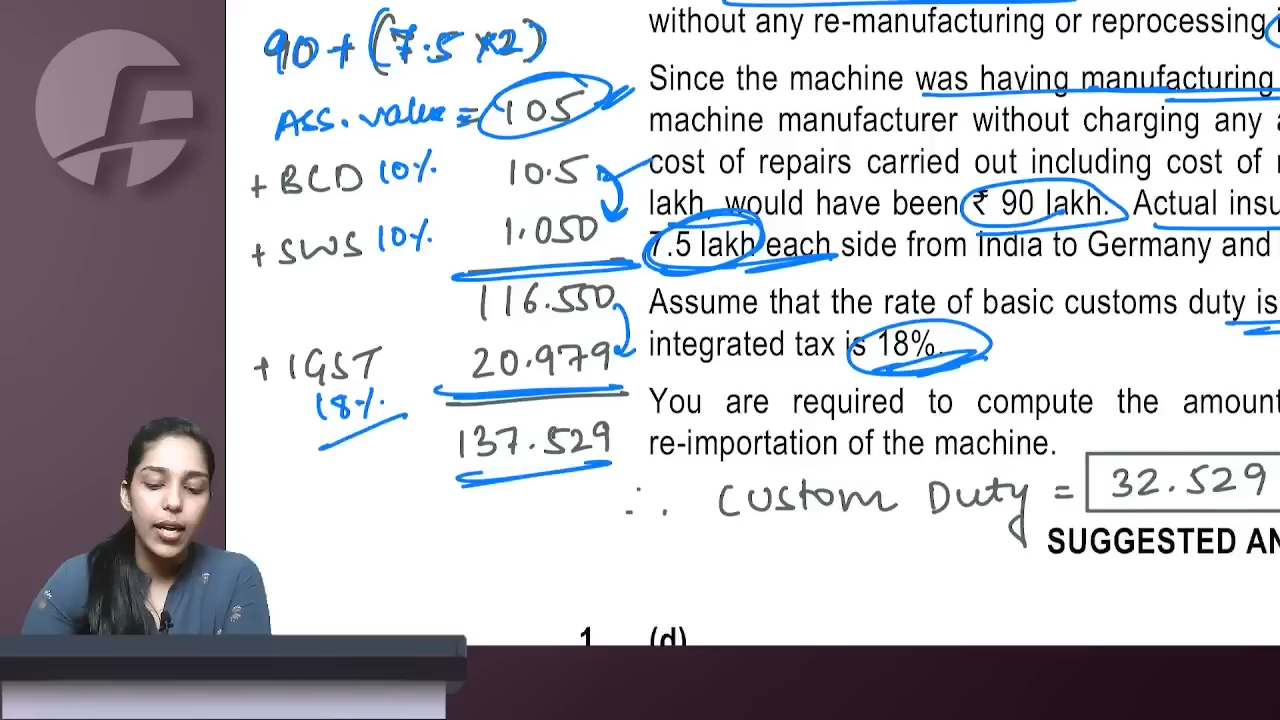 90 + (7.5 *2)
Ass. value = 105
+ BCD 10% 10.5
+ SWS 10% 1.050
116.550
+ IGST 18% 20.979
137.529
without any re-manufacturing or reprocessing
Since the machine was having manufacturing
machine manufacturer without charging any
cost of repairs carried out including cost of
lakh, would have been ₹ 90 lakh. Actual
7.5 lakh each side from India to Germany and
Assume that the rate of basic customs duty is
integrated tax is 18%.
You are required to compute the
re-importation of the machine.
∴ Custom Duty = 32.529
SUGGESTED
1 (d)